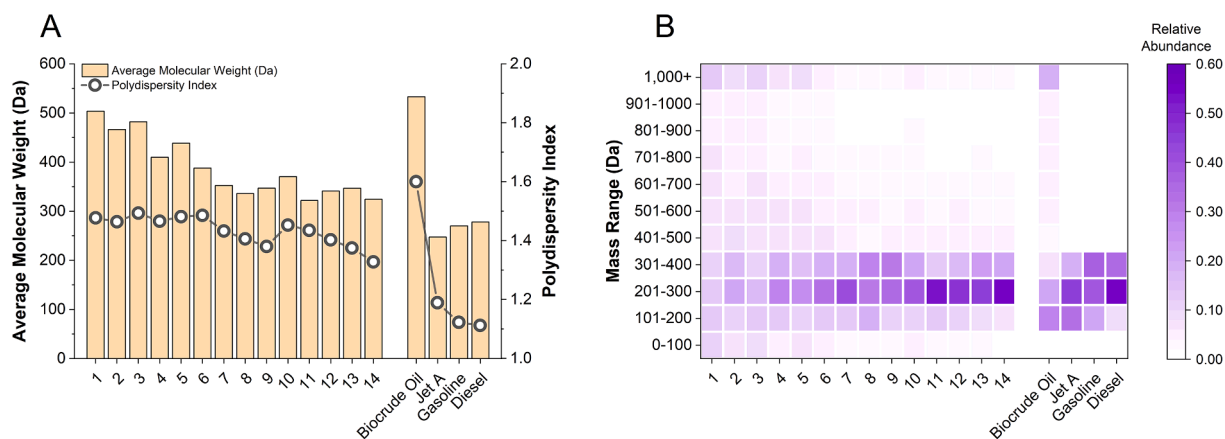 A
Average Molecular Weight (Da)
600
500
400
300
200
100
0
Average Molecular Weight (Da)
Polydispersity Index
2.0
1.8
1.6
1.4
1.2
1.0
Polydispersity Index
1 2 3 4 5 6 7 8 9 10 11 12 13 14 Biocrude Oil Jet A Gasoline Diesel
B
Mass Range (Da)
1,000+
901-1000
801-900
701-800
601-700
501-600
401-500
301-400
201-300
101-200
0-100
1 2 3 4 5 6 7 8 9 10 11 12 13 14 Biocrude Oil Jet A Gasoline Diesel
Relative
Abundance
0.60
0.50
0.40
0.30
0.20
0.10
0.00